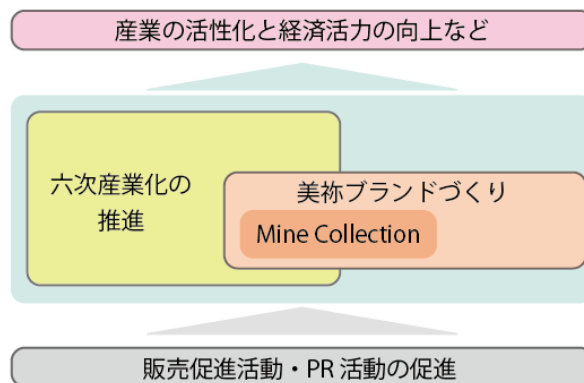 産業の活性化と経済活力の向上など
六次産業化の
推進
美祢ブランドづくり
Mine Collection
販売促進活動・PR 活動の促進